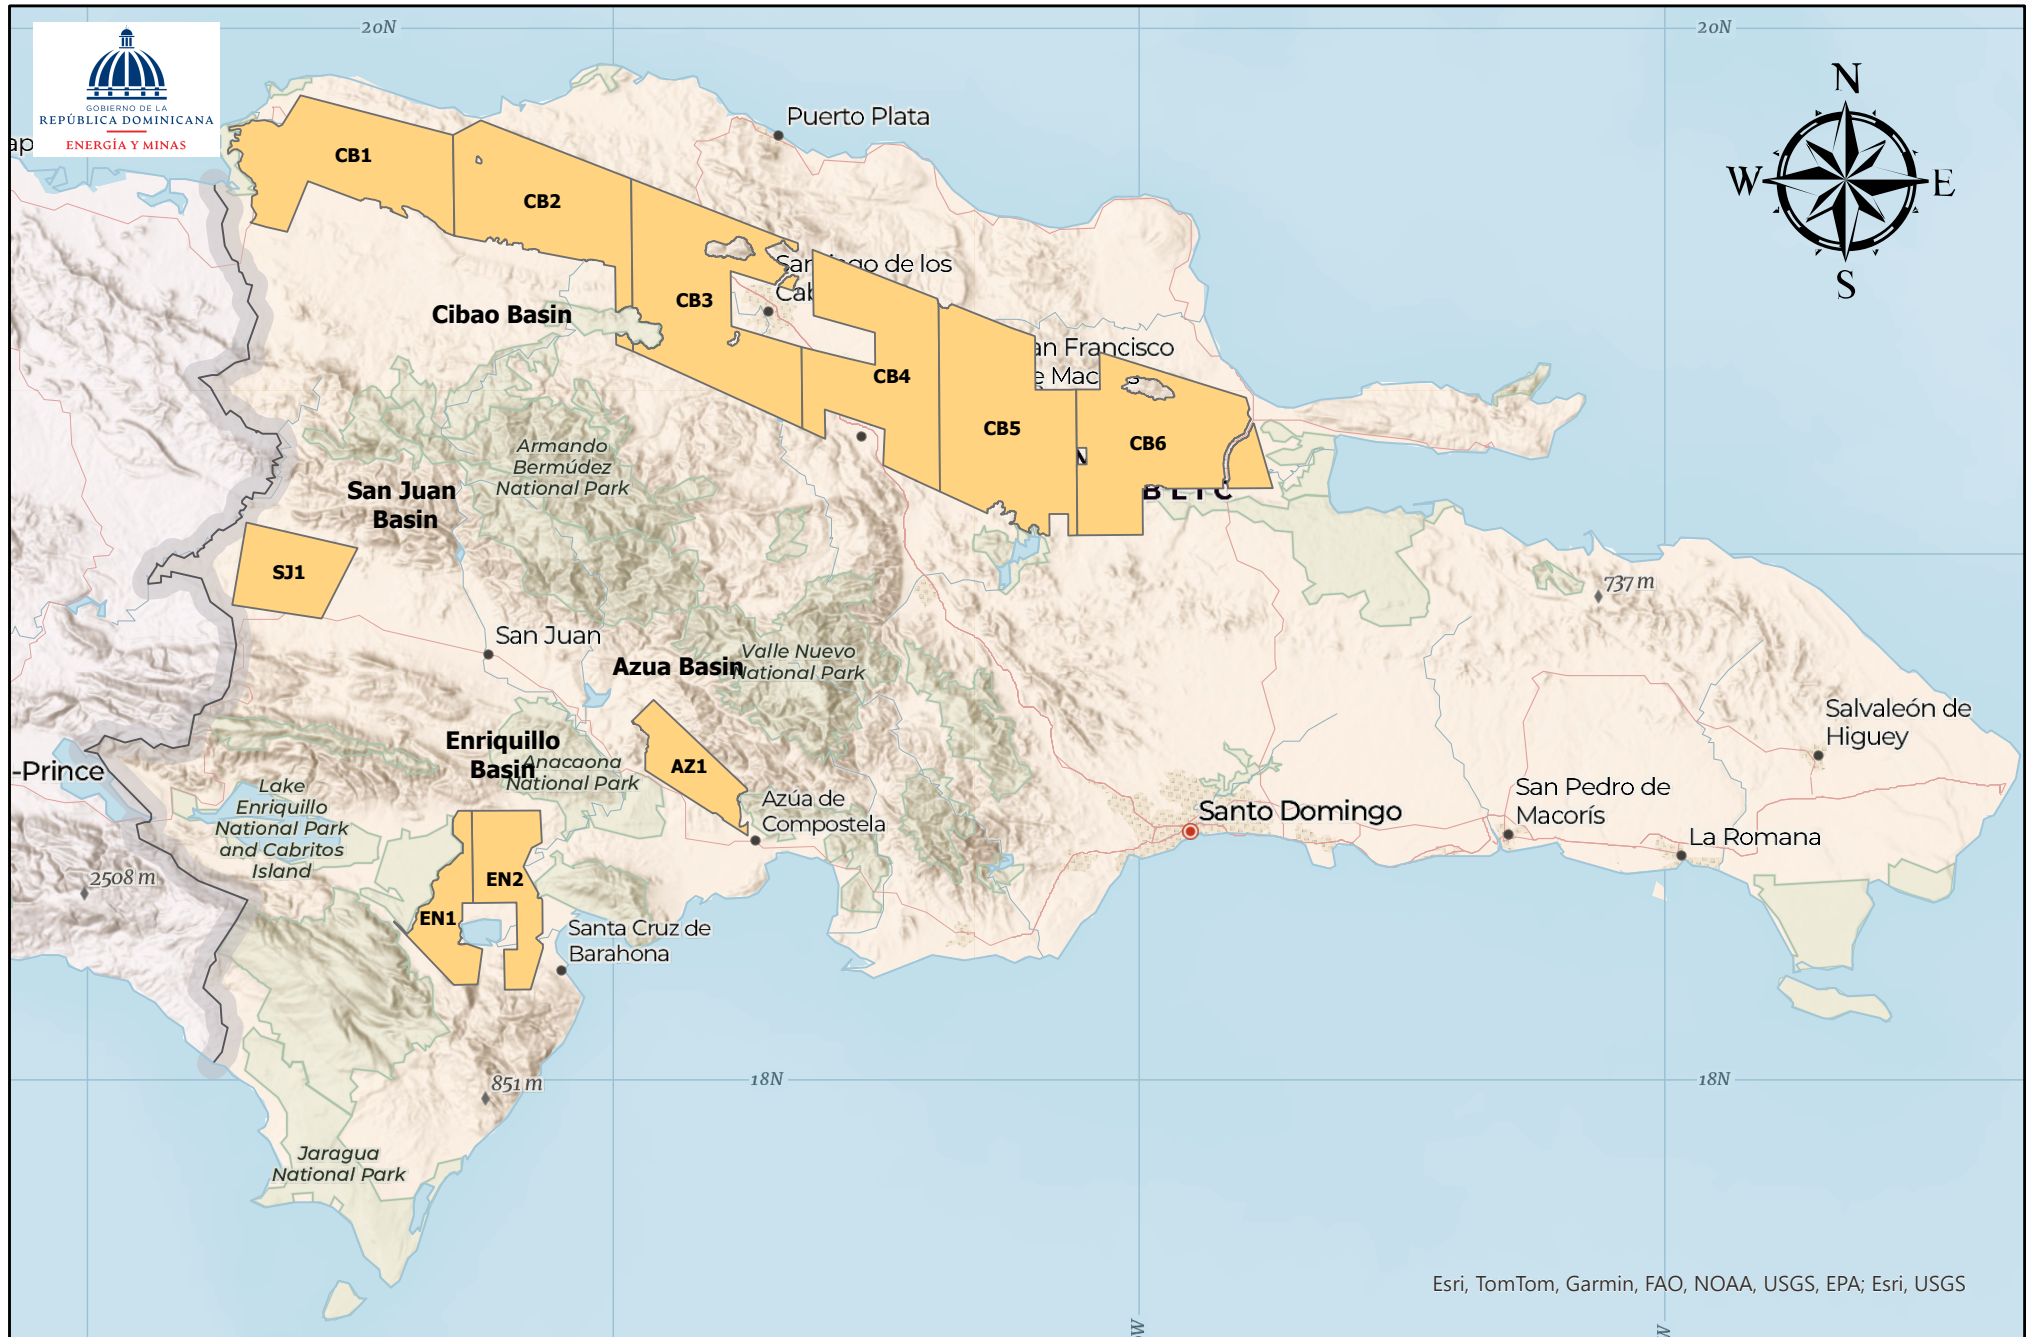 20N
20N
GOBIERNO DE LA
REPÚBLICA DOMINICANA
ENERGÍA Y MINAS
N
W
E
S
Puerto Plata
CB1
CB2
CB3
CB4
CB5
CB6
Cibao Basin
Armando
Bermúdez
National Park
San Juan
Basin
SJ1
San Juan
737 m
Azua Basin
Valle Nuevo
National Park
AZ1
Enriquillo
Basin
Anacaona
National Park
-Prince
Lake
Enriquillo
National Park
and Cabritos
Island
2508 m
EN1
EN2
Azúa de
Compostela
Santa Cruz de
Barahona
Santo Domingo
San Pedro de
Macorís
La Romana
Salvaleón de
Higuey
18N
18N
851 m
Jaragua
National Park
Esri, TomTom, Garmin, FAO, NOAA, USGS, EPA; Esri, USGS